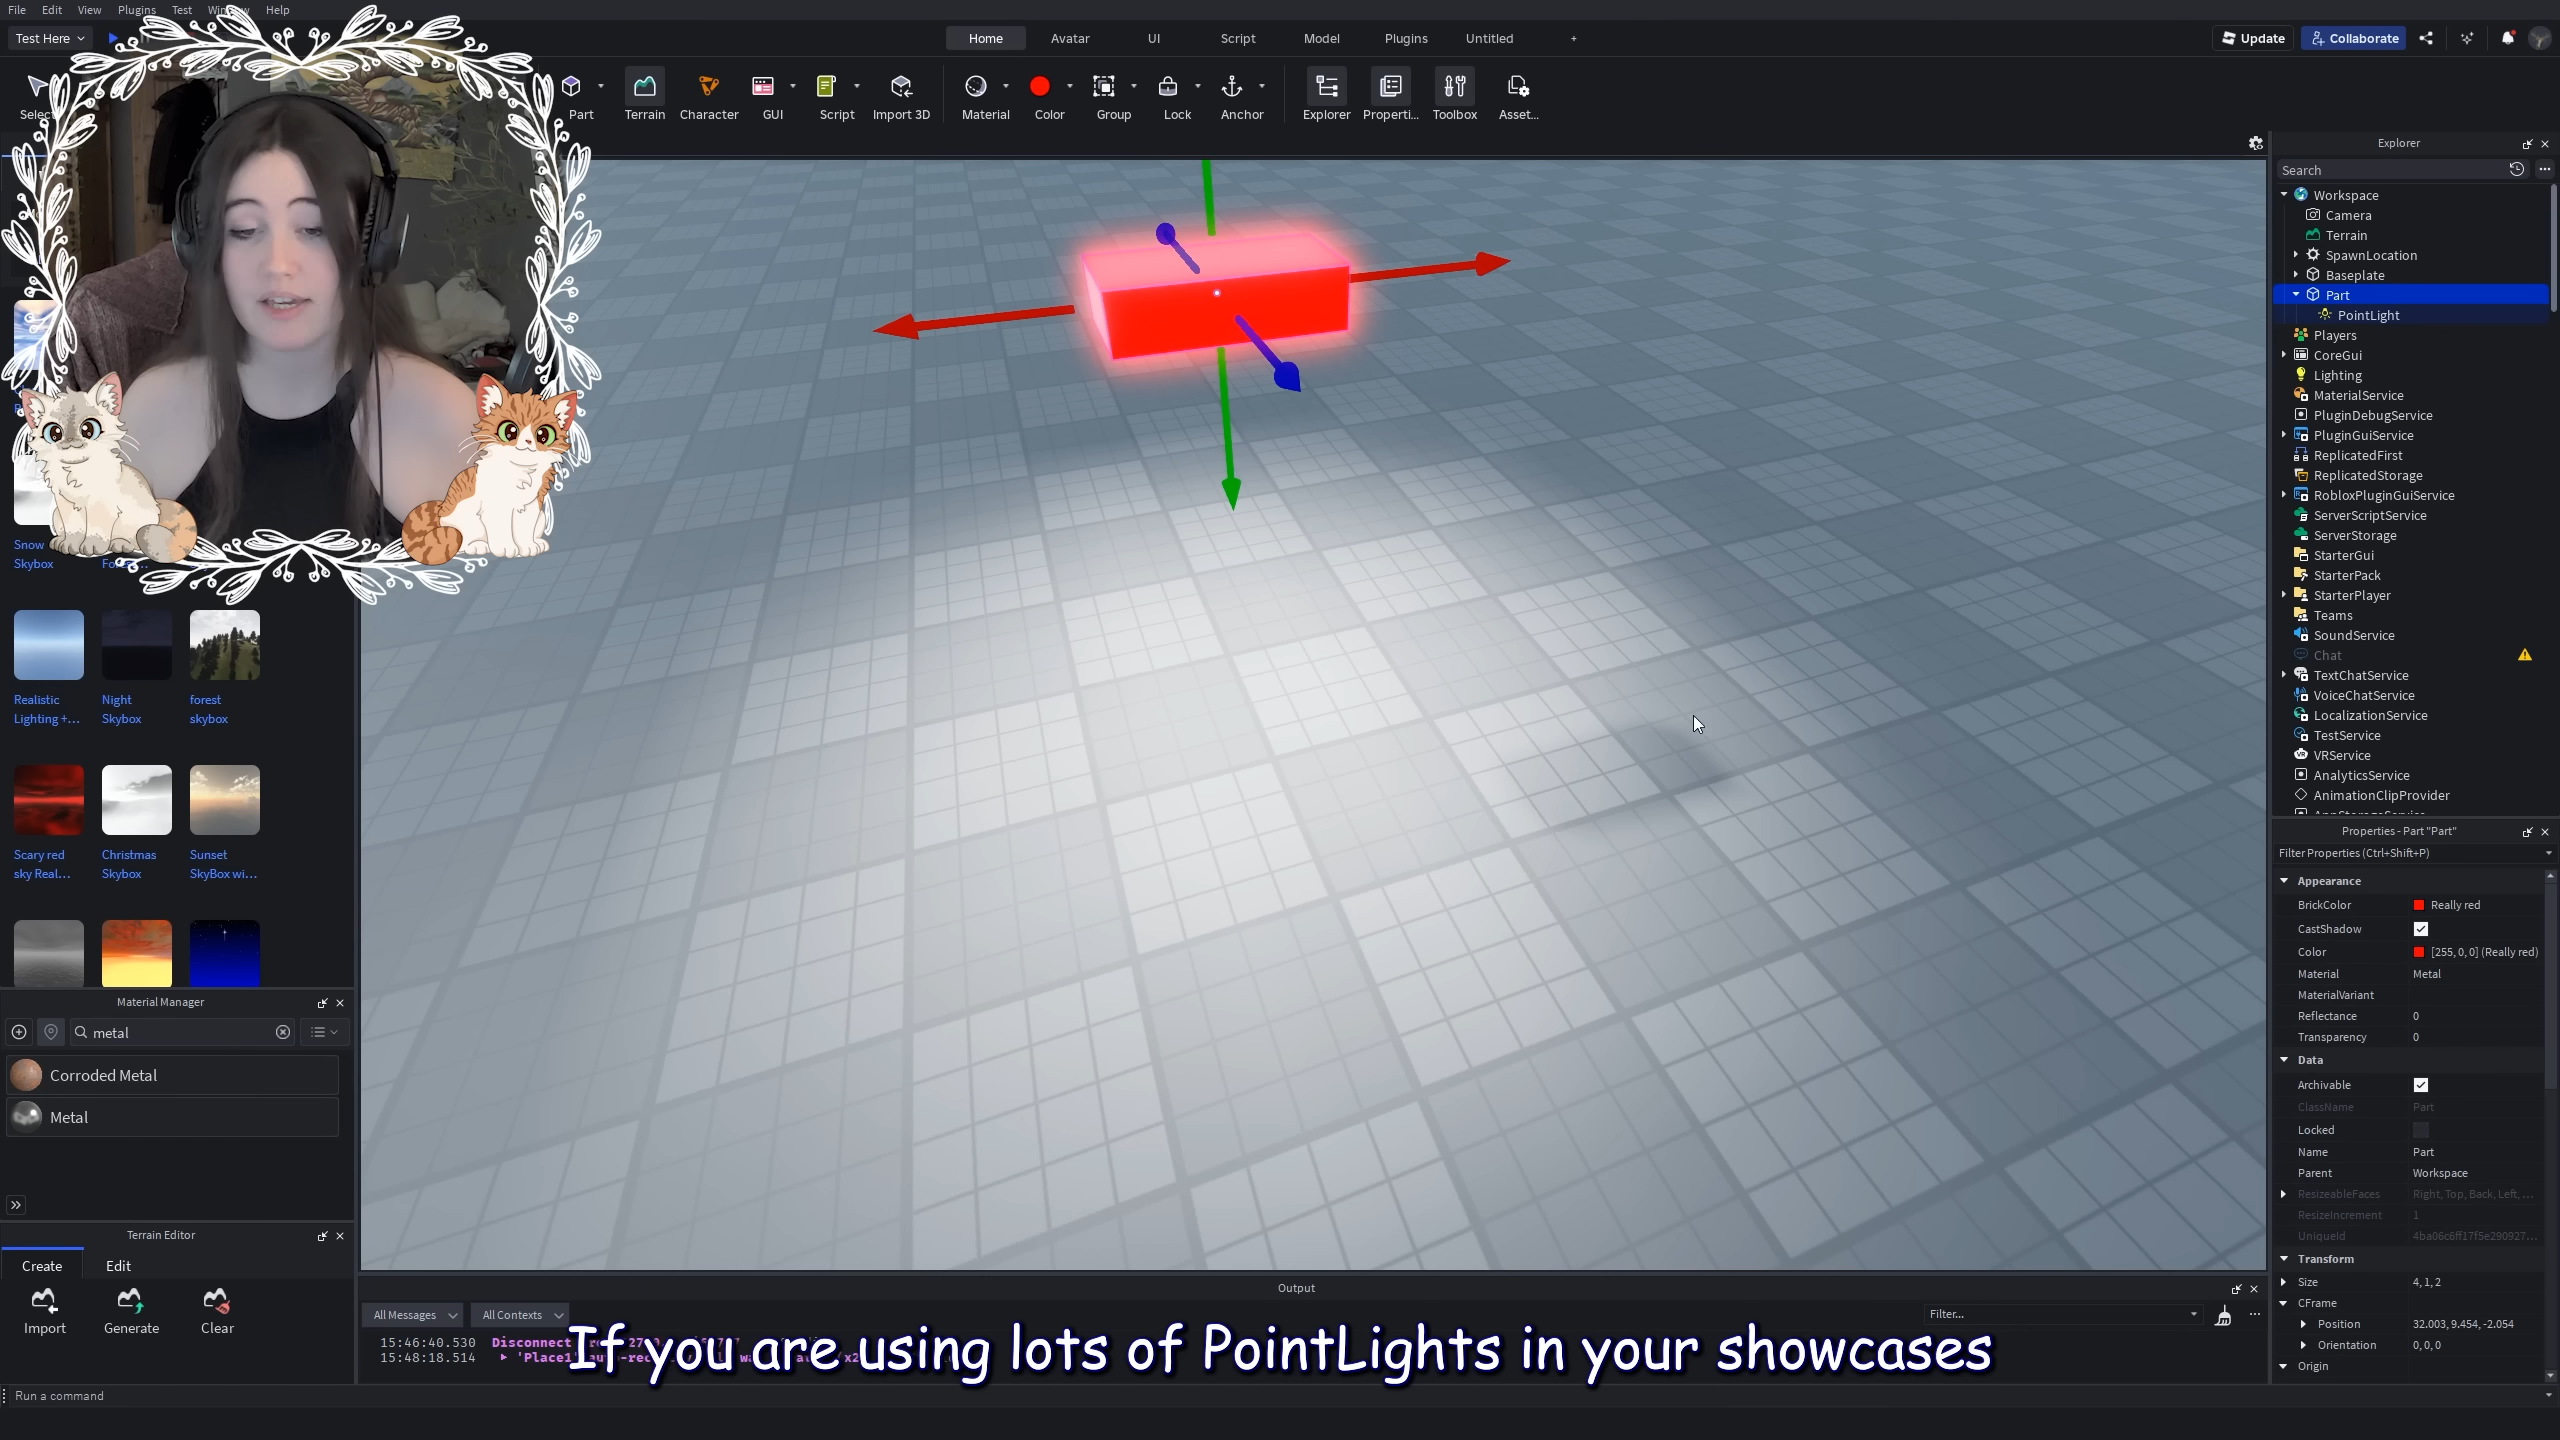 File Edit View Plugins Test Help
Test Here
Home Avatar UI Script Model Plugins Untitled +
Update Collaborate
Select Part Terrain Character GUI Script Import 3D Material Color Group Lock Anchor Explorer Properti... Toolbox Asset...
Explorer
Search
Workspace
Camera
Terrain
SpawnLocation
Baseplate
Part
PointLight
Players
CoreGui
Lighting
MaterialService
PluginDebugService
PluginGuiService
ReplicatedFirst
ReplicatedStorage
RobloxPluginGuiService
ServerScriptService
ServerStorage
StarterGui
StarterPack
StarterPlayer
Teams
SoundService
Chat
TextChatService
VoiceChatService
LocalizationService
TestService
VRService
AnalyticsService
AnimationClipProvider
Snow
Skybox
Realistic Night forest
Lighting +... Skybox skybox
Scary red Christmas Sunset
sky Real... Skybox SkyBox wi...
Material Manager
metal
Corroded Metal
Metal
Terrain Editor
Create Edit
Import Generate Clear
Properties - Part "Part"
Filter Properties (Ctrl+Shift+P)
Appearance
BrickColor Really red
CastShadow
Color [255, 0, 0] (Really red)
Material Metal
MaterialVariant
Reflectance 0
Transparency 0
Data
Archivable
ClassName Part
Locked
Name Part
Parent Workspace
ResizeableFaces Right, Top, Back, Left, ...
ResizeIncrement 1
UniqueId 4ba06c6ff17f5e290927...
Transform
Size 4, 1, 2
CFrame
Position 32.003, 9.454, -2.054
Orientation 0, 0, 0
Origin
Output
All Messages All Contexts Filter...
15:46:40.530 Disconnect
15:48:18.514
If you are using lots of PointLights in your showcases
Run a command